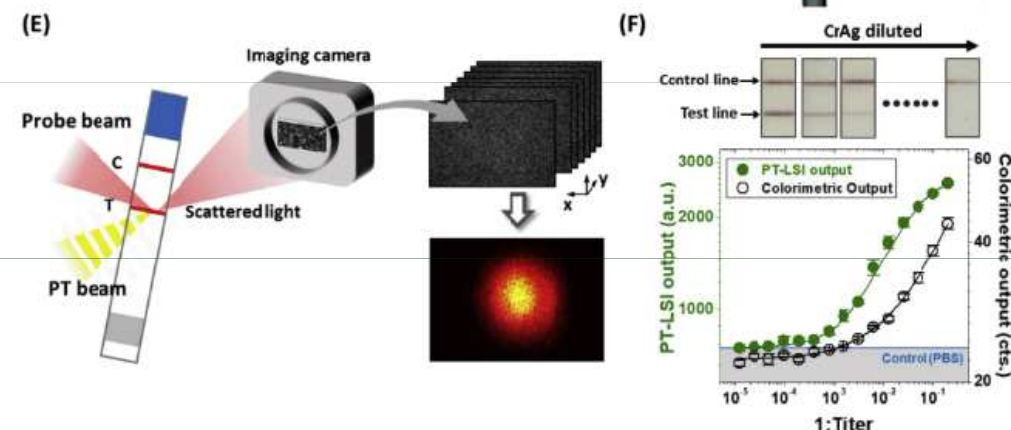 (E)
Imaging camera
Probe beam
C
T
Scattered light
PT beam
y
x
(F)
CrAg diluted
Control line
Test line
PT-LSI output
Colorimetric Output
Control (PBS)
PT-LSI output (a.u.)
3000
2000
1000
Colorimetric output (cts.)
60
40
20
10⁻⁵ 10⁻⁴ 10⁻³ 10⁻² 10⁻¹
1:Titer